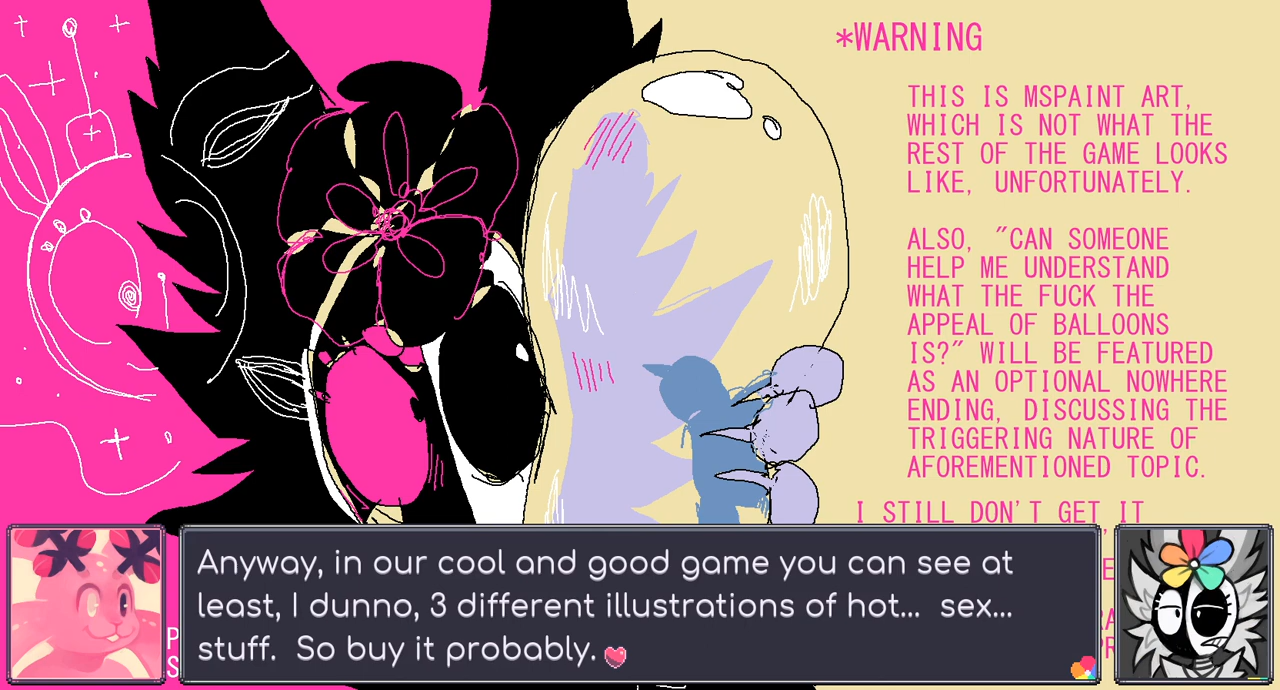 *WARNING
THIS IS MSPAINT ART,
WHICH IS NOT WHAT THE
REST OF THE GAME LOOKS
LIKE, UNFORTUNATELY.
ALSO, "CAN SOMEONE
HELP ME UNDERSTAND
WHAT THE FUCK THE
APPEAL OF BALLOONS
IS?" WILL BE FEATURED
AS AN OPTIONAL NOWHERE
ENDING, DISCUSSING THE
TRIGGERING NATURE OF
AFOREMENTIONED TOPIC.
I STILL DON'T GET IT
Anyway, in our cool and good game you can see at
least, I dunno, 3 different illustrations of hot... sex...
stuff. So buy it probably.